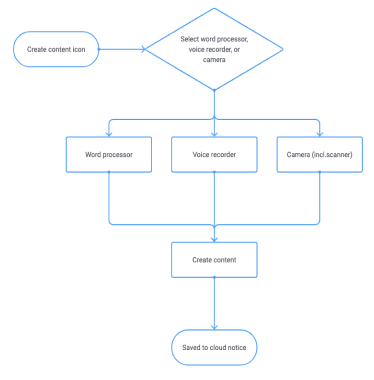 Create content icon
Select word processor,
voice recorder, or
camera
Word processor
Voice recorder
Camera (incl.scanner)
Create content
Saved to cloud notice